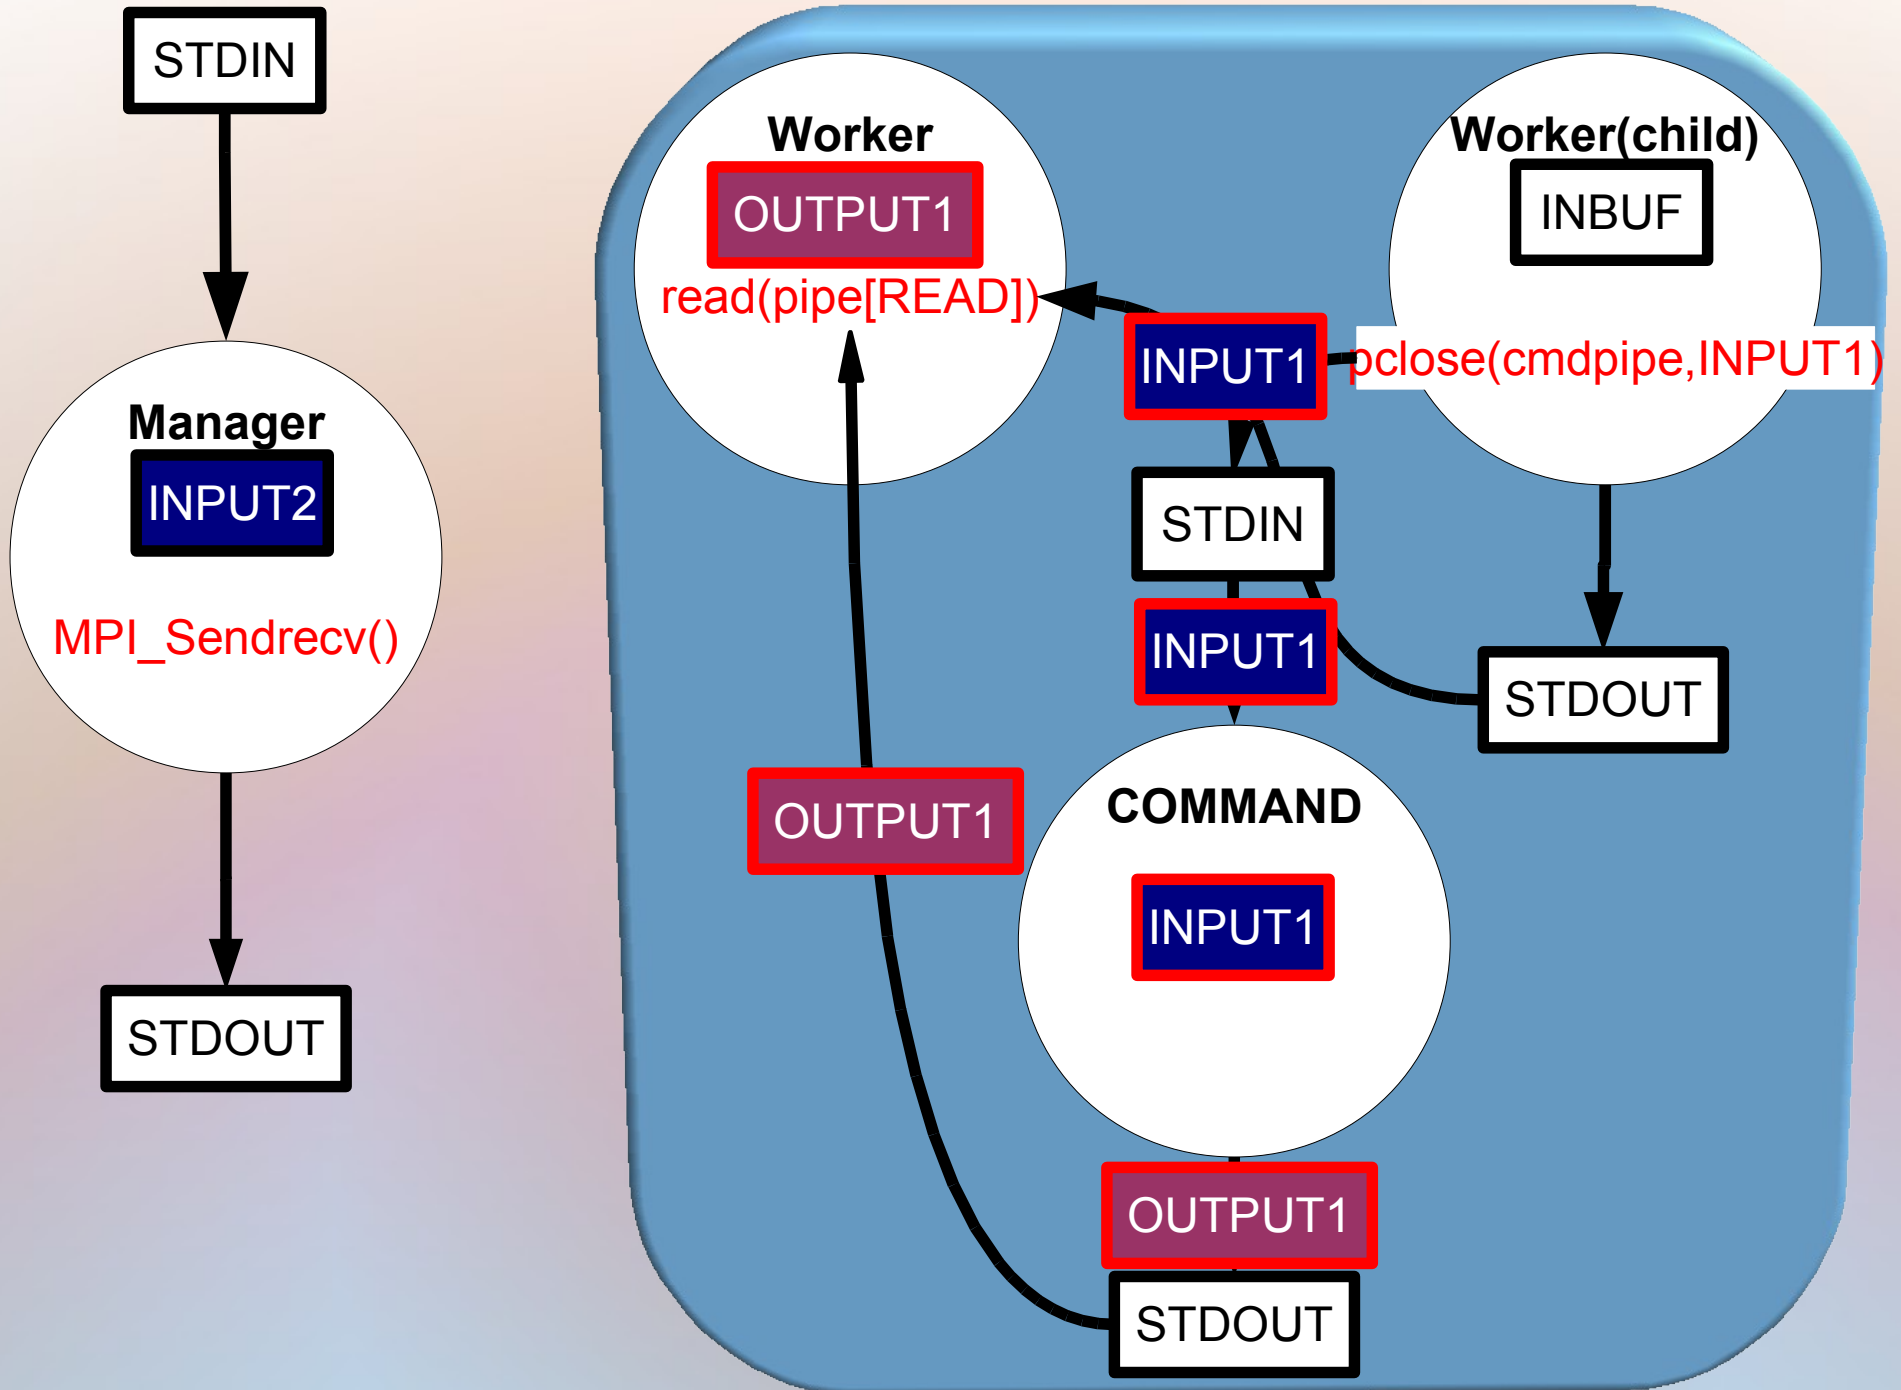 STDIN
Manager
INPUT2
MPI_Sendrecv()
STDOUT
Worker
OUTPUT1
read(pipe[READ])
Worker(child)
INBUF
pclose(cmdpipe,INPUT1)
INPUT1
STDIN
INPUT1
STDOUT
OUTPUT1
COMMAND
INPUT1
OUTPUT1
STDOUT